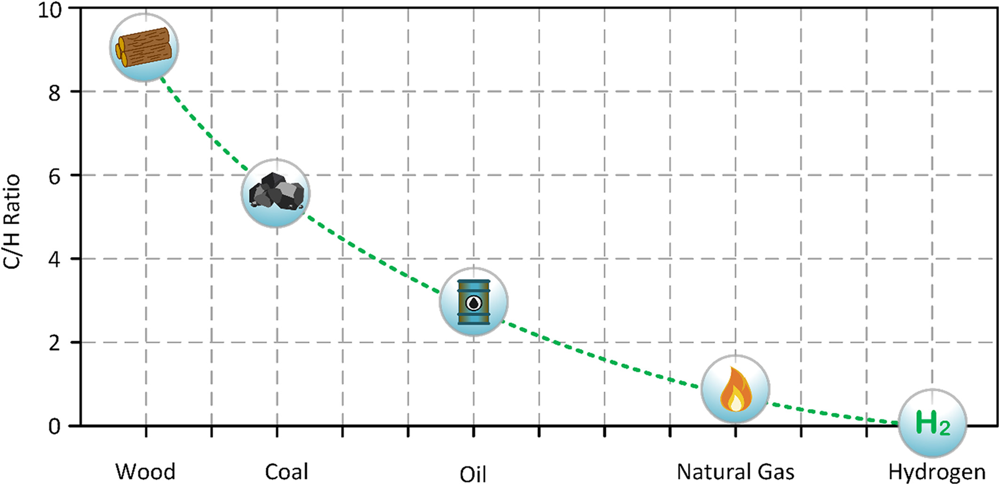 10
8
6
4
2
0
C/H Ratio
H₂
Wood
Coal
Oil
Natural Gas
Hydrogen